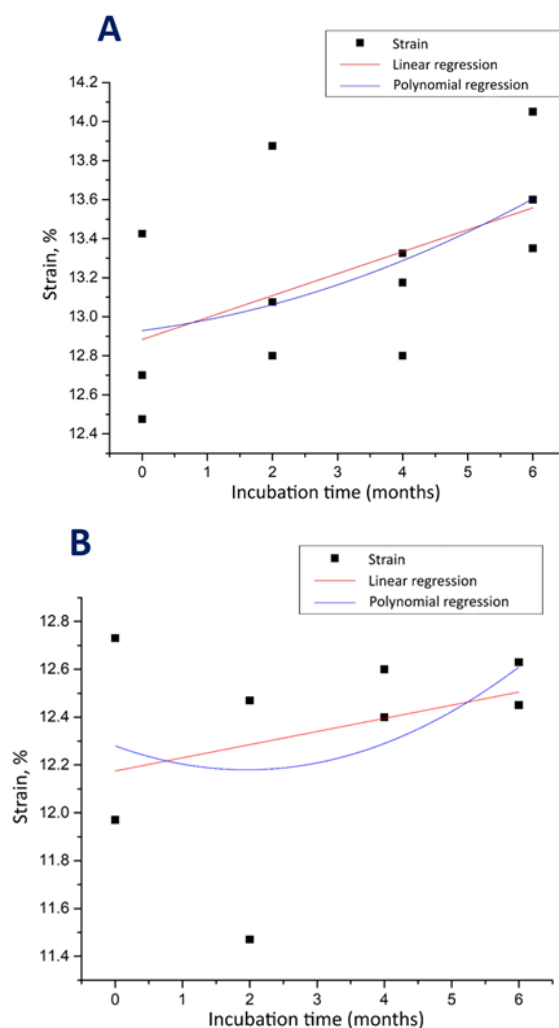 A
Strain
Linear regression
Polynomial regression
14.2
14.0
13.8
13.6
13.4
13.2
13.0
12.8
12.6
12.4
Strain, %
0 1 2 3 4 5 6
Incubation time (months)
B
Strain
Linear regression
Polynomial regression
12.8
12.6
12.4
12.2
12.0
11.8
11.6
11.4
Strain, %
0 1 2 3 4 5 6
Incubation time (months)